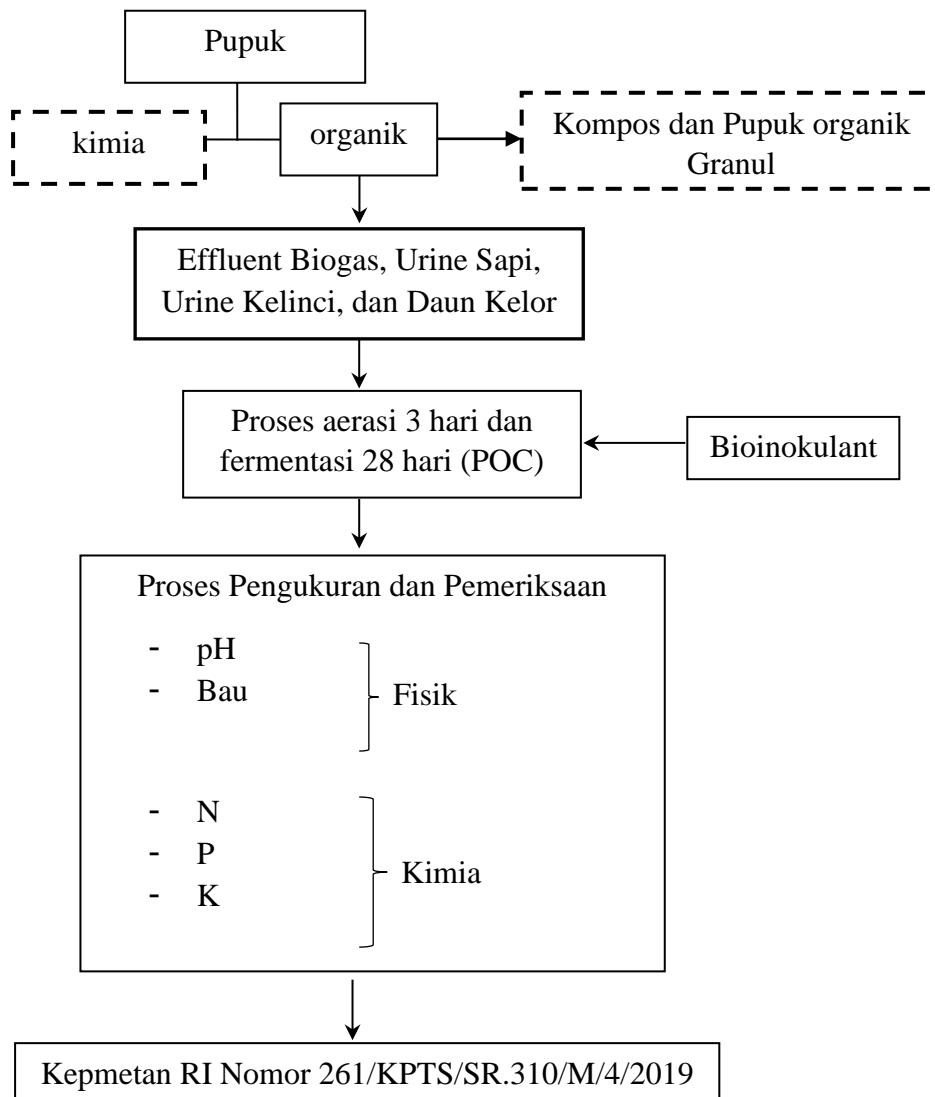 Pupuk
kimia
organik
Kompos dan Pupuk organik
Granul
Effluent Biogas, Urine Sapi,
Urine Kelinci, dan Daun Kelor
Proses aerasi 3 hari dan
fermentasi 28 hari (POC)
Bioinokulant
Proses Pengukuran dan Pemeriksaan
- pH
- Bau
Fisik
- N
- P
- K
Kimia
Kepmetan RI Nomor 261/KPTS/SR.310/M/4/2019